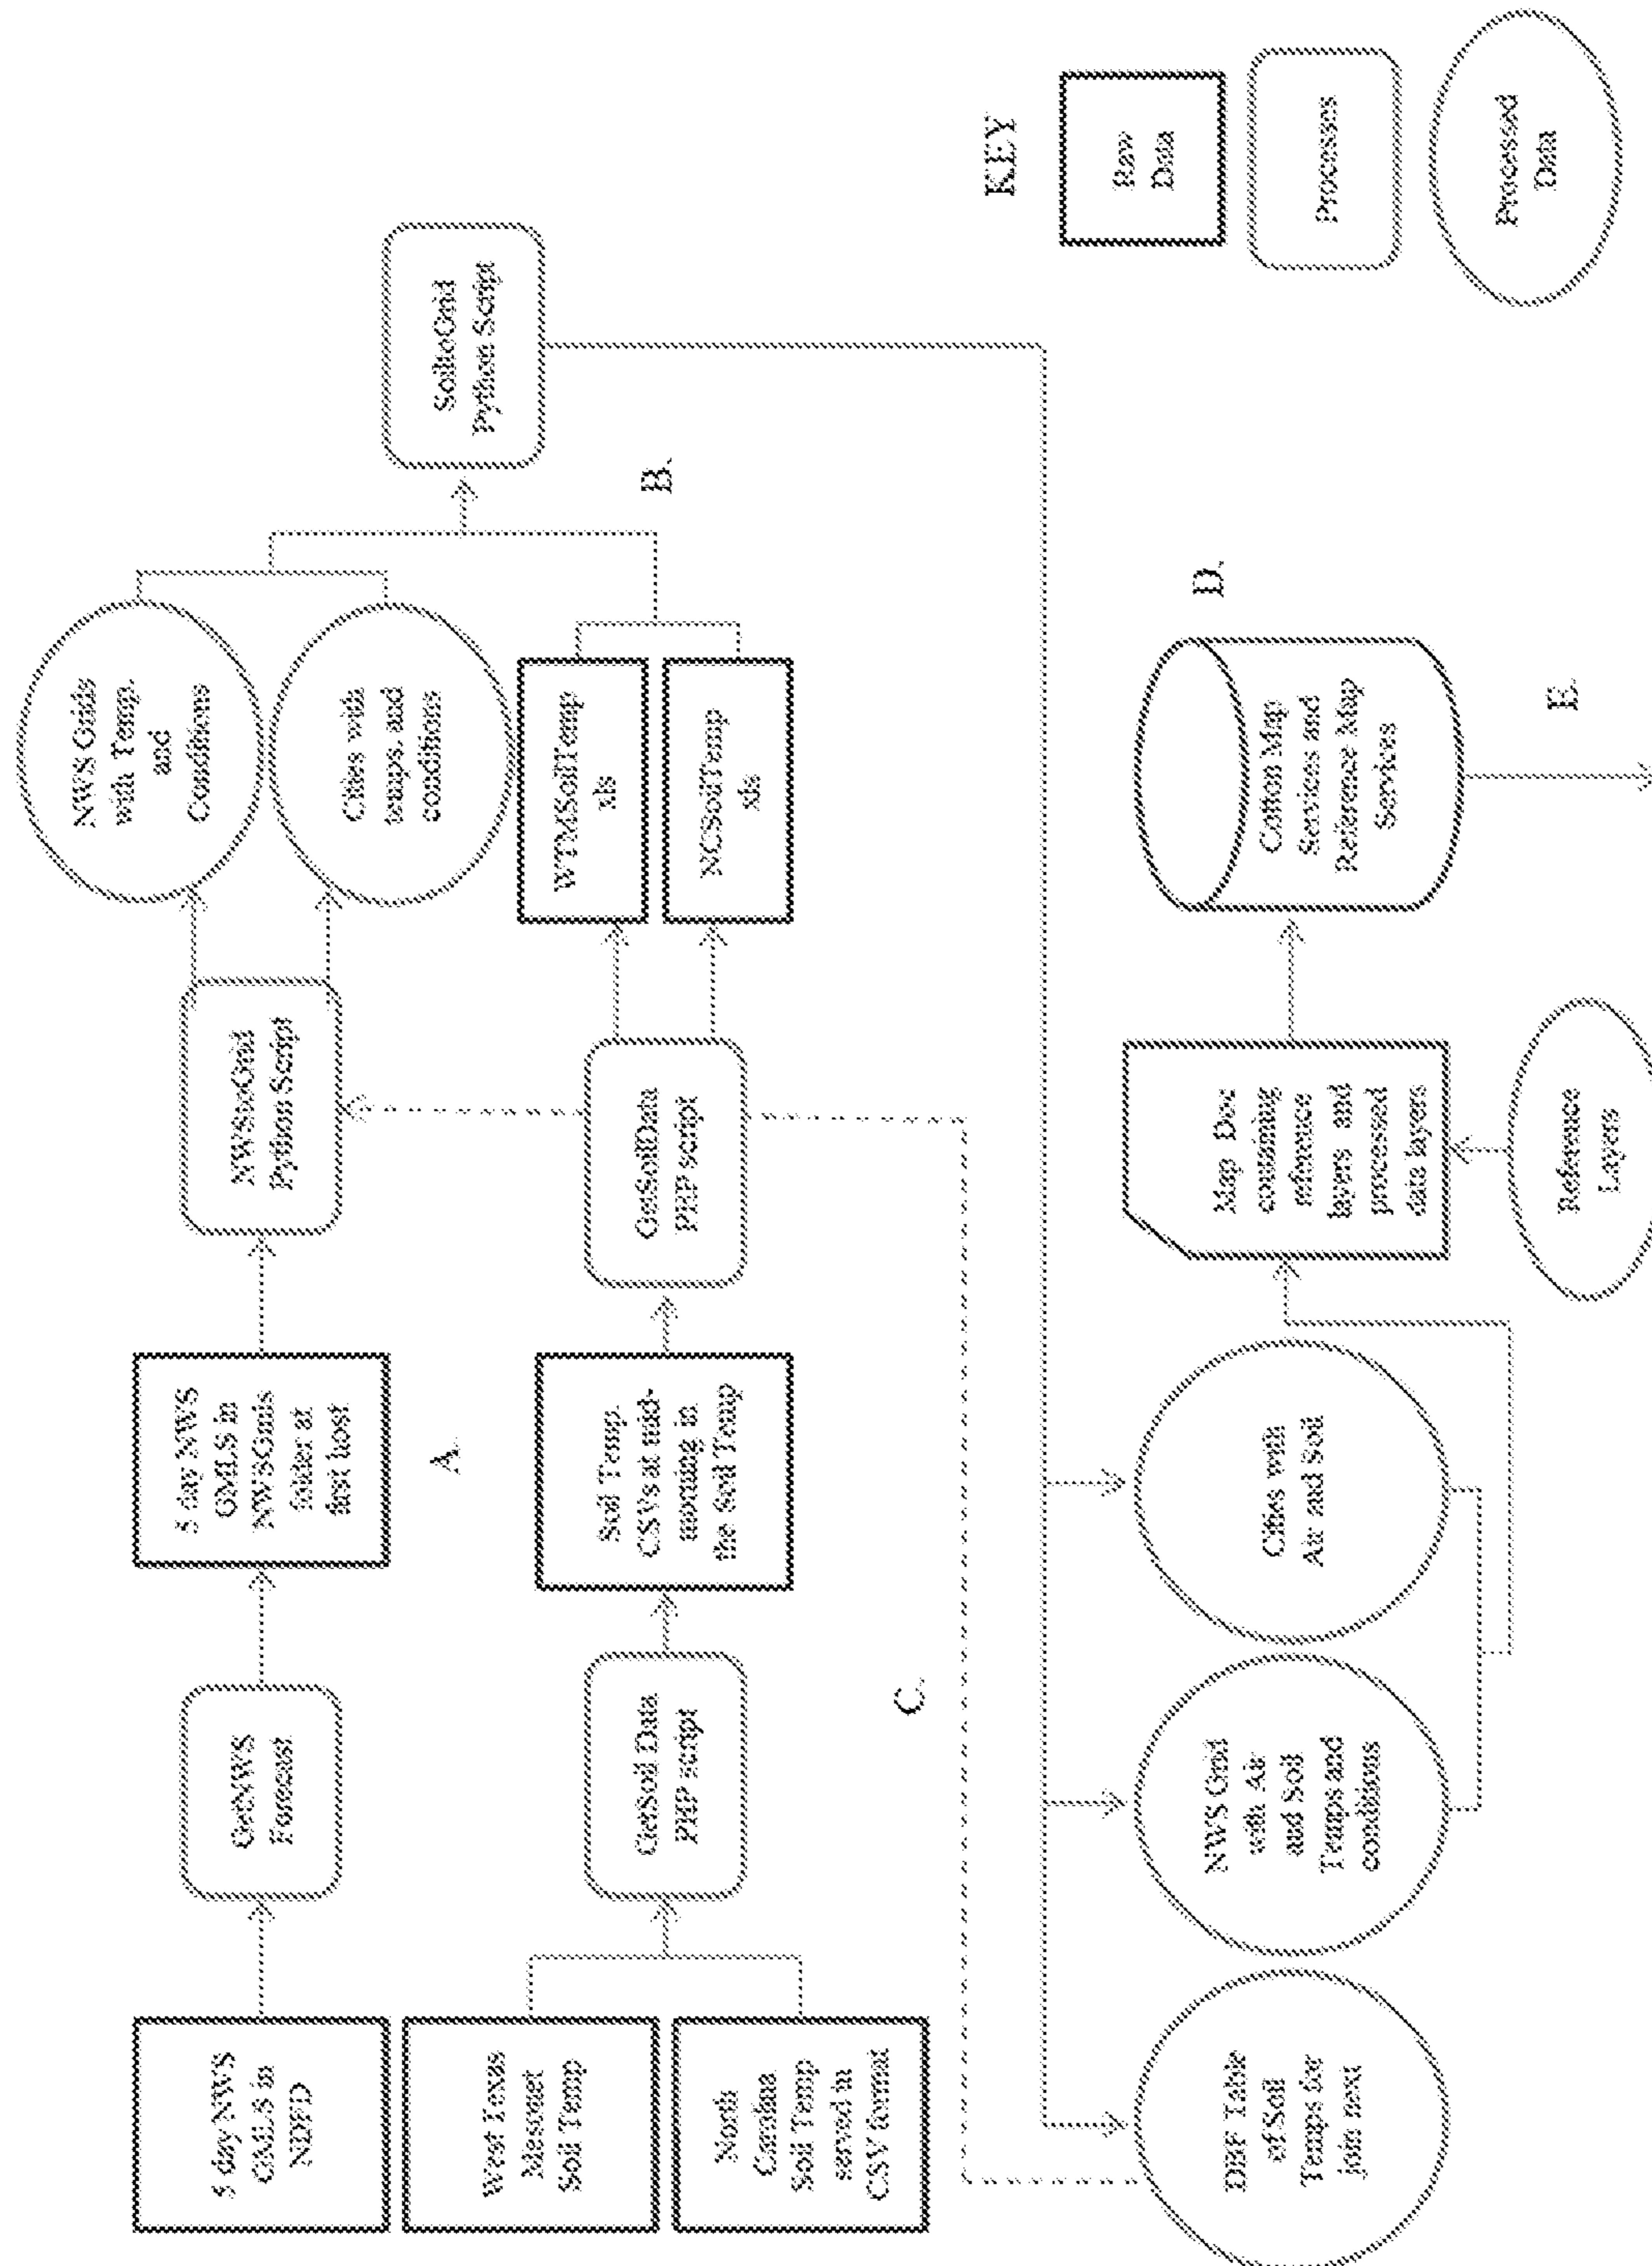 5 day NWS
GMLS in
NDFD
GetNWS
Forecast
5 day NWS
GMLS in
NWSGmls
folder at
first host
NWStoGrid
Python Script
NWS Grids
with Temp.
and
Conditions
Cities with
temps. and
conditions
A.
West Texas
Mesonet
Soil Temp
North
Carolina
Soil Temp
served in
CSV format
GetSoil Data
PHP script
Soil Temp.
CSVs at mid-
morning in
the Soil Temp
GetSoilData
PHP script
WTMSoilTemp
xls
NCSoilTemp
xls
SoiltoGrid
Python Script
B.
C.
DBF Table
of Soil
Temps for
join next
NWS Grid
with Air
and Soil
Temps and
conditions
Cities with
Air and Soil
Map Doc
containing
reference
layers and
processed
data layers
Reference
Layers
Cotton Map
Services and
Reference Map
Services
D.
E.
KEY
Raw
Data
Processes
Processed
Data